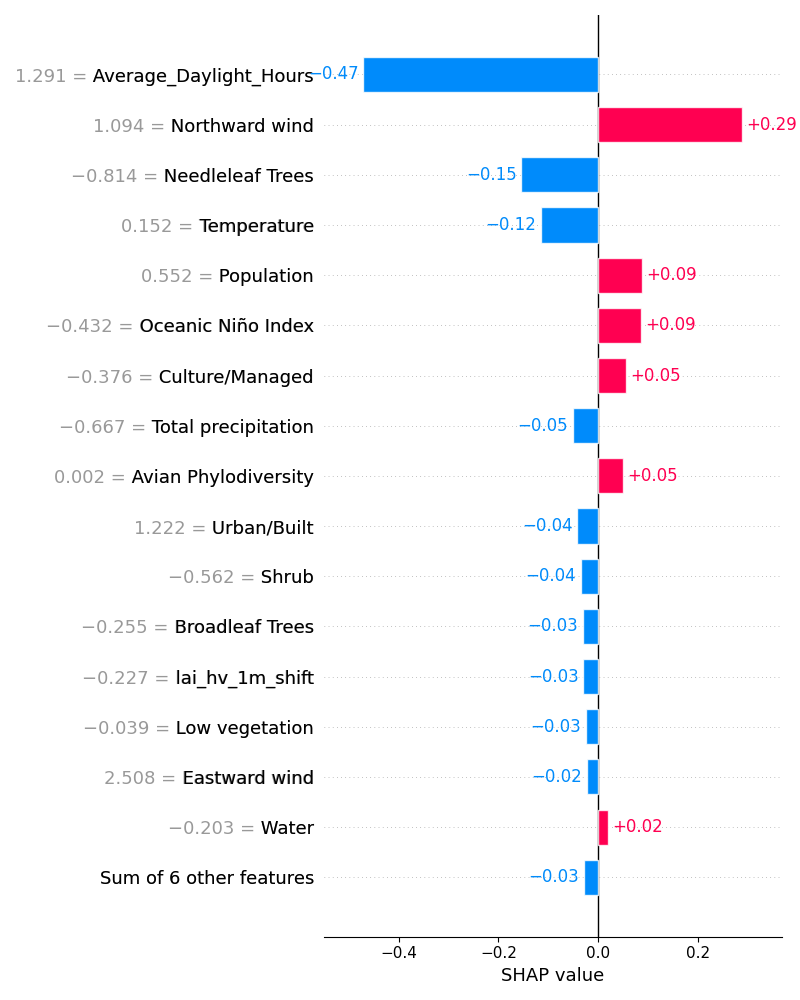 1.291 = Average_Daylight_Hours −0.47
1.094 = Northward wind +0.29
−0.814 = Needleleaf Trees −0.15
0.152 = Temperature −0.12
0.552 = Population +0.09
−0.432 = Oceanic Niño Index +0.09
−0.376 = Culture/Managed +0.05
−0.667 = Total precipitation −0.05
0.002 = Avian Phylodiversity +0.05
1.222 = Urban/Built −0.04
−0.562 = Shrub −0.04
−0.255 = Broadleaf Trees −0.03
−0.227 = lai_hv_1m_shift −0.03
−0.039 = Low vegetation −0.03
2.508 = Eastward wind −0.02
−0.203 = Water +0.02
Sum of 6 other features −0.03
−0.4 −0.2 0.0 0.2
SHAP value